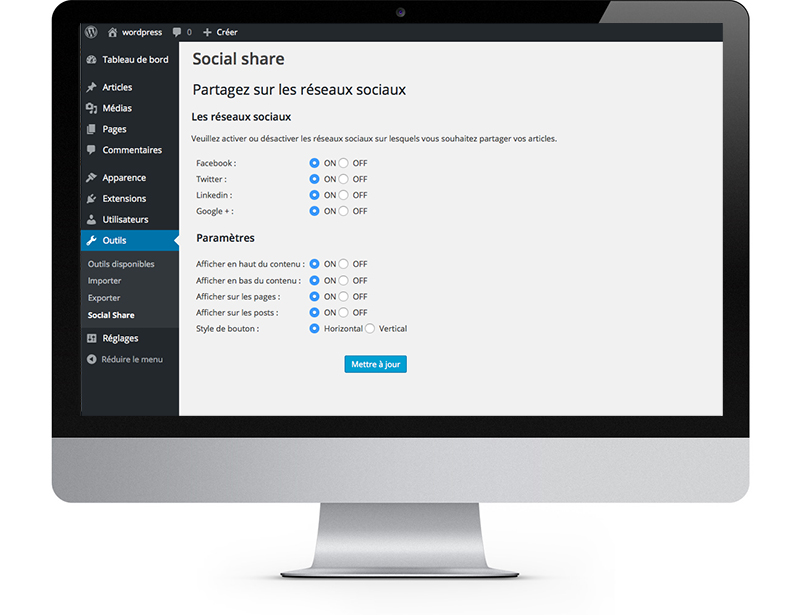 wordpress 0 Créer
Tableau de bord
Articles
Médias
Pages
Commentaires
Apparence
Extensions
Utilisateurs
Outils
Outils disponibles
Importer
Exporter
Social Share
Réglages
Réduire le menu
Social share
Partagez sur les réseaux sociaux
Les réseaux sociaux
Veuillez activer ou désactiver les réseaux sociaux sur lesquels vous souhaitez partager vos articles.
Facebook : ON OFF
Twitter : ON OFF
Linkedin : ON OFF
Google + : ON OFF
Paramètres
Afficher en haut du contenu : ON OFF
Afficher en bas du contenu : ON OFF
Afficher sur les pages : ON OFF
Afficher sur les posts : ON OFF
Style de bouton : Horizontal Vertical
Mettre à jour